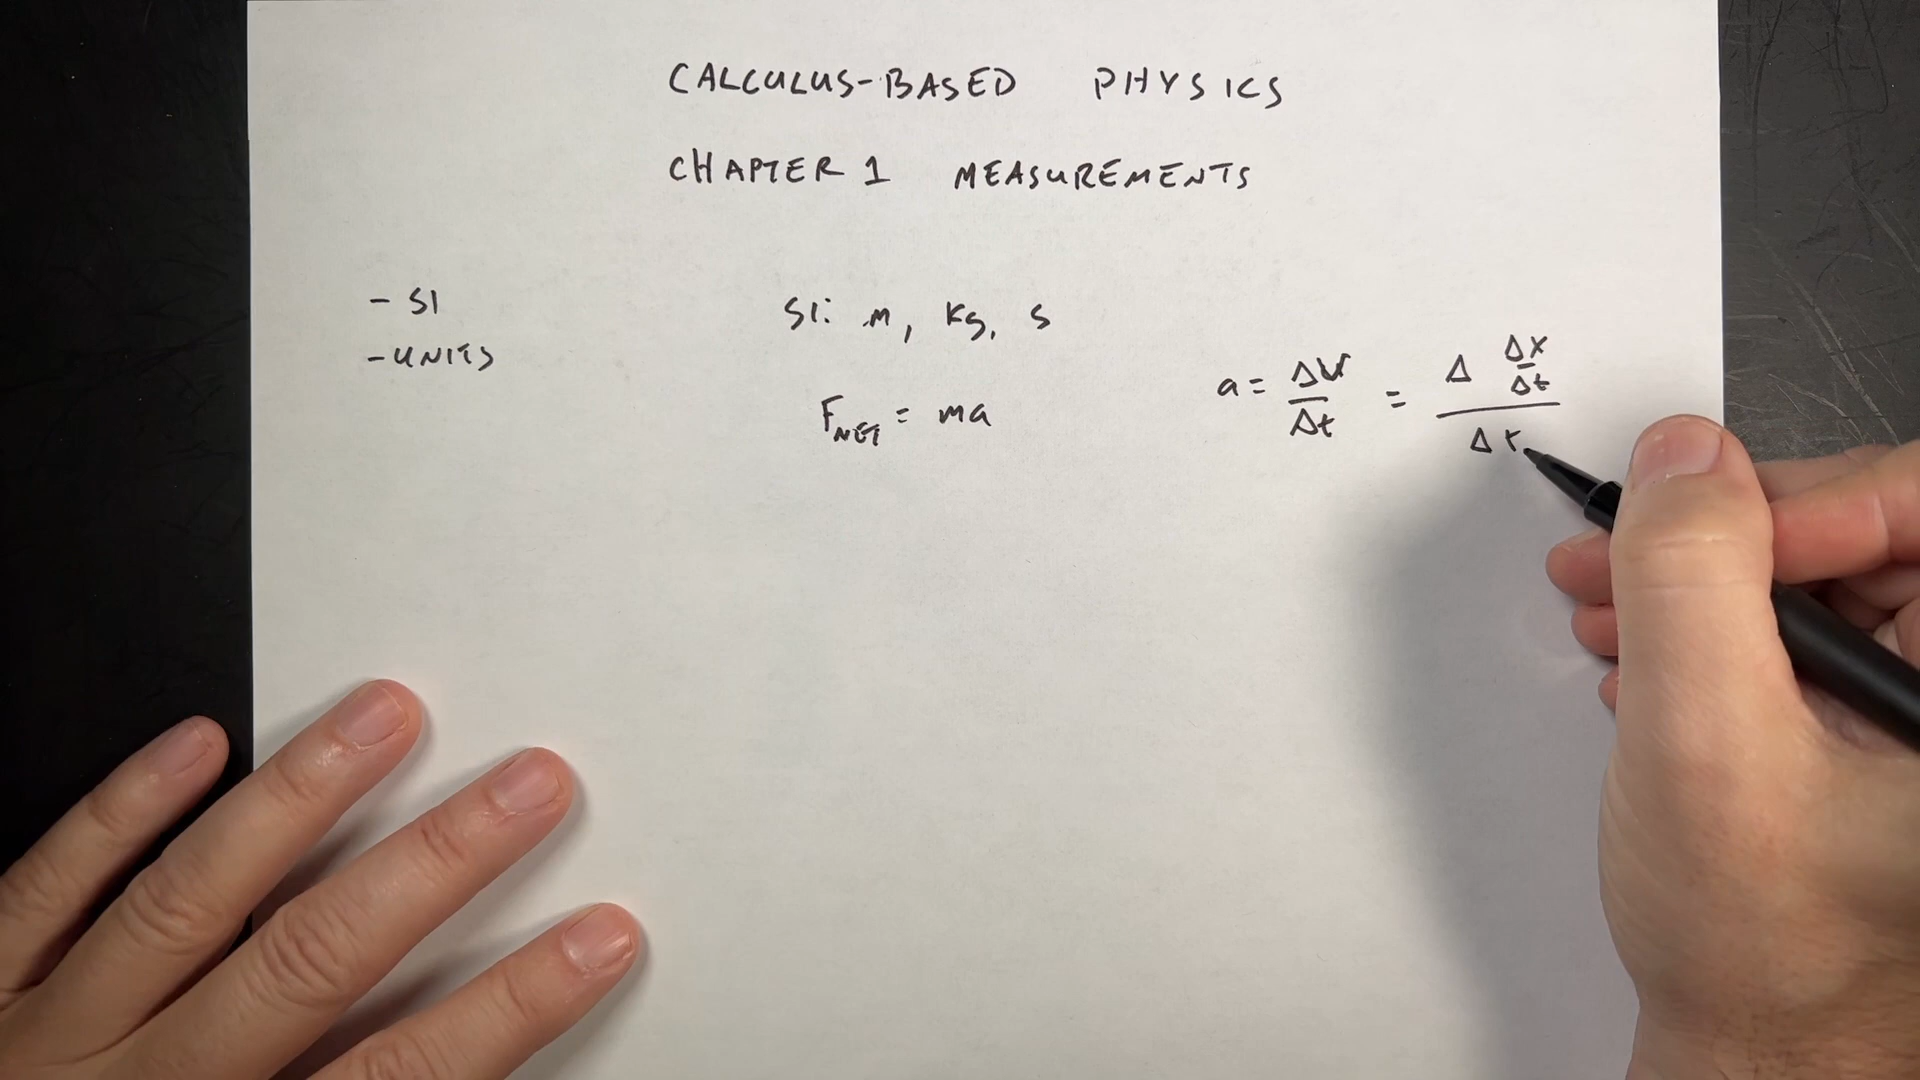 CALCULUS-BASED PHYSICS
CHAPTER 1 MEASUREMENTS
- SI
- UNITS
SI: m, kg, s
F_NET = ma
a = Δv/Δt = Δ Δx/Δt / Δt